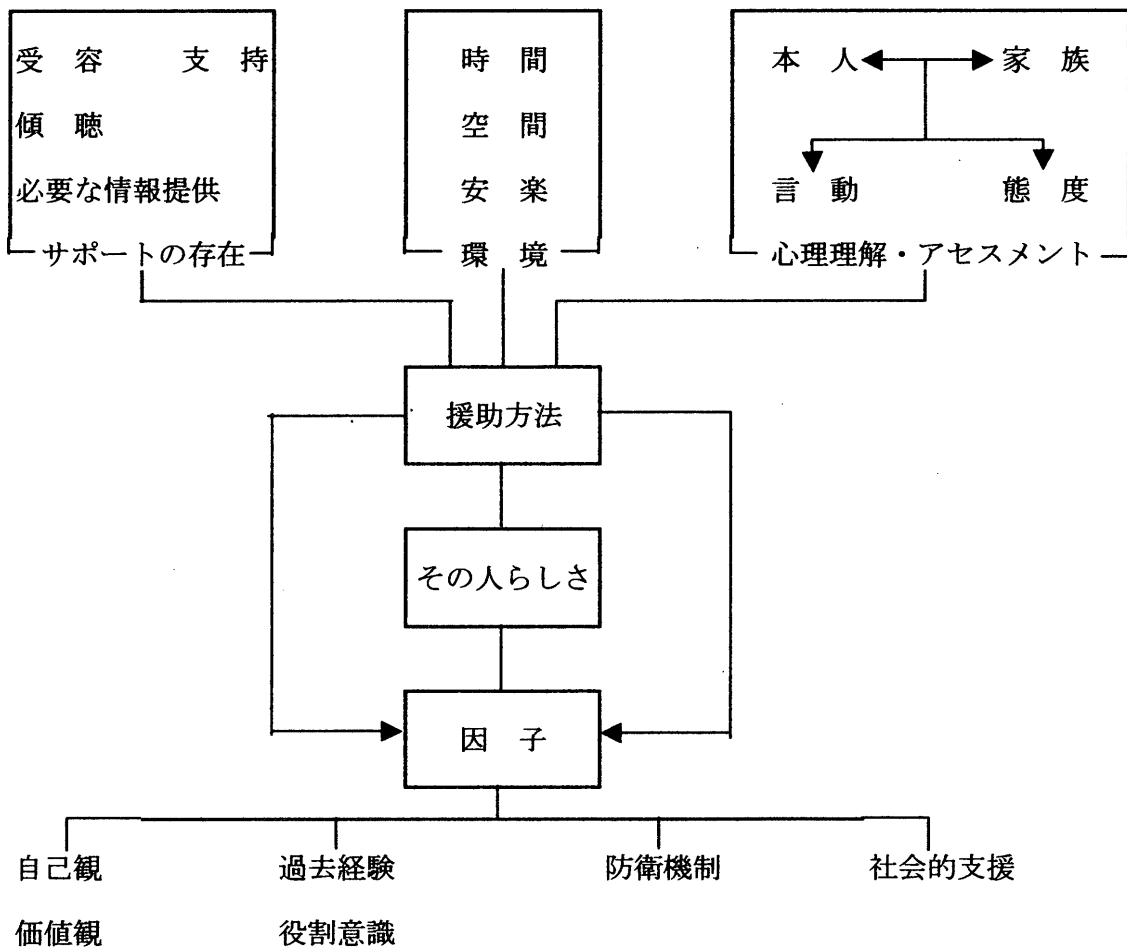 受 容 支 持
傾 聴
必要な情報提供
サポートの存在
時 間
空 間
安 楽
環 境
本 人 家 族
言 動 態 度
心理理解・アセスメント
援助方法
その人らしさ
因 子
自己観 過去経験 防衛機制 社会的支援
価値観 役割意識